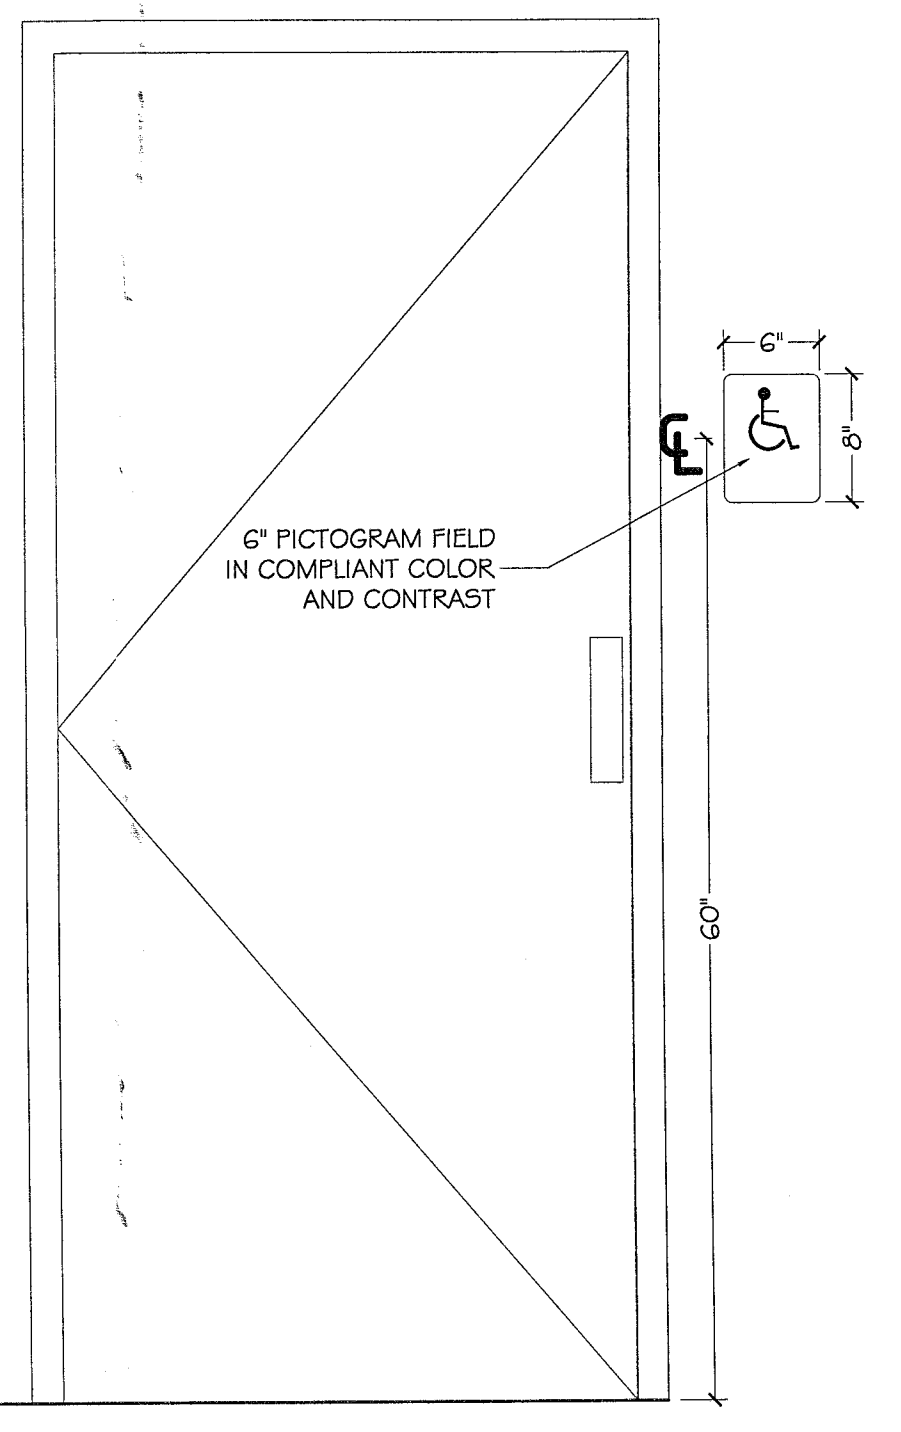 6"
8"
℄
6" PICTOGRAM FIELD
IN COMPLIANT COLOR
AND CONTRAST
60"